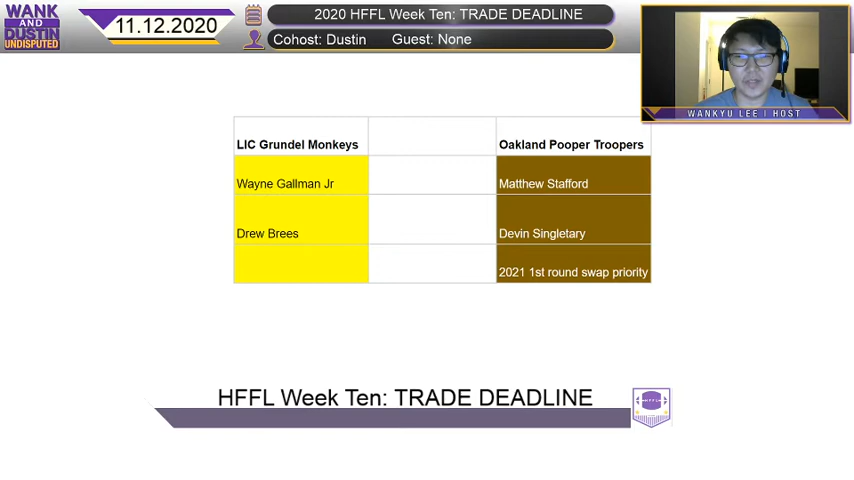 WANK
AND
DUSTIN
UNDISPUTED
11.12.2020
2020 HFFL Week Ten: TRADE DEADLINE
Cohost: Dustin Guest: None
WANKYU LEE I HOST
LIC Grundel Monkeys Oakland Pooper Troopers
Wayne Gallman Jr Matthew Stafford
Drew Brees Devin Singletary
2021 1st round swap priority
HFFL Week Ten: TRADE DEADLINE
HFFL